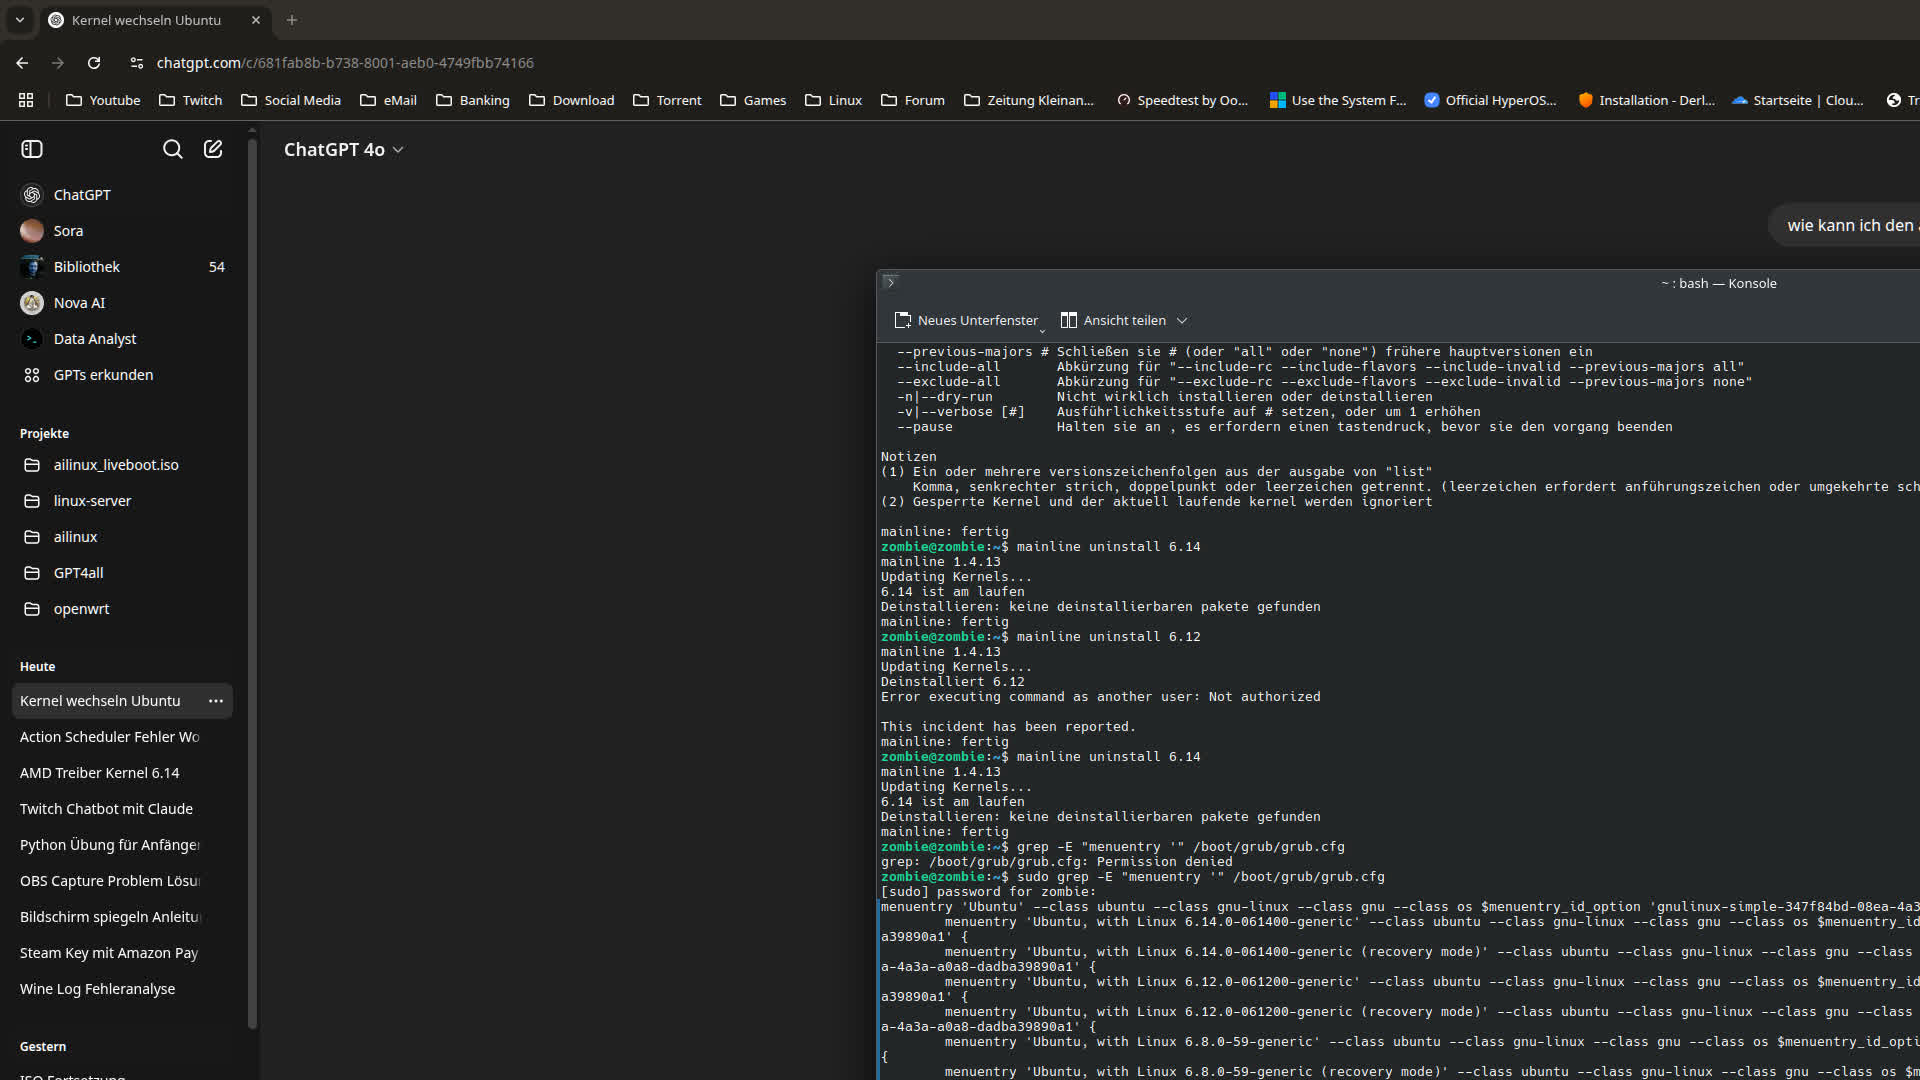 Kernel wechseln Ubuntu
chatgpt.com/c/681fab8b-b738-8001-aeb0-4749fbb74166
Youtube Twitch Social Media eMail Banking Download Torrent Games Linux Forum Zeitung Kleinan... Speedtest by Oo... Use the System F... Official HyperOS... Installation - Derl... Startseite | Clou... Tr
ChatGPT 4o
ChatGPT
Sora
Bibliothek 54
Nova AI
Data Analyst
GPTs erkunden
Projekte
ailinux_liveboot.iso
linux-server
ailinux
GPT4all
openwrt
Heute
Kernel wechseln Ubuntu
Action Scheduler Fehler Wo
AMD Treiber Kernel 6.14
Twitch Chatbot mit Claude
Python Übung für Anfänger
OBS Capture Problem Lösu
Bildschirm spiegeln Anleitu
Steam Key mit Amazon Pay
Wine Log Fehleranalyse
Gestern
ISO Fortsetzung
wie kann ich den
~ : bash — Konsole
Neues Unterfenster Ansicht teilen
--previous-majors # Schließen sie # (oder "all" oder "none") frühere hauptversionen ein
--include-all Abkürzung für "--include-rc --include-flavors --include-invalid --previous-majors all"
--exclude-all Abkürzung für "--exclude-rc --exclude-flavors --exclude-invalid --previous-majors none"
-n|--dry-run Nicht wirklich installieren oder deinstallieren
-v|--verbose [#] Ausführlichkeitsstufe auf # setzen, oder um 1 erhöhen
--pause Halten sie an , es erfordern einen tastendruck, bevor sie den vorgang beenden
Notizen
(1) Ein oder mehrere versionszeichenfolgen aus der ausgabe von "list"
Komma, senkrechter strich, doppelpunkt oder leerzeichen getrennt. (leerzeichen erfordert anführungszeichen oder umgekehrte sch
(2) Gesperrte Kernel und der aktuell laufende kernel werden ignoriert
mainline: fertig
zombie@zombie:~$ mainline uninstall 6.14
mainline 1.4.13
Updating Kernels...
6.14 ist am laufen
Deinstallieren: keine deinstallierbaren pakete gefunden
mainline: fertig
zombie@zombie:~$ mainline uninstall 6.12
mainline 1.4.13
Updating Kernels...
Deinstalliert 6.12
Error executing command as another user: Not authorized
This incident has been reported.
mainline: fertig
zombie@zombie:~$ mainline uninstall 6.14
mainline 1.4.13
Updating Kernels...
6.14 ist am laufen
Deinstallieren: keine deinstallierbaren pakete gefunden
mainline: fertig
zombie@zombie:~$ grep -E "menuentry '" /boot/grub/grub.cfg
grep: /boot/grub/grub.cfg: Permission denied
zombie@zombie:~$ sudo grep -E "menuentry '" /boot/grub/grub.cfg
[sudo] password for zombie:
menuentry 'Ubuntu' --class ubuntu --class gnu-linux --class gnu --class os $menuentry_id_option 'gnulinux-simple-347f84bd-08ea-4a3
menuentry 'Ubuntu, with Linux 6.14.0-061400-generic' --class ubuntu --class gnu-linux --class gnu --class os $menuentry_id
a39890a1' {
menuentry 'Ubuntu, with Linux 6.14.0-061400-generic (recovery mode)' --class ubuntu --class gnu-linux --class gnu --class
a-4a3a-a0a8-dadba39890a1' {
menuentry 'Ubuntu, with Linux 6.12.0-061200-generic' --class ubuntu --class gnu-linux --class gnu --class os $menuentry_id
a39890a1' {
menuentry 'Ubuntu, with Linux 6.12.0-061200-generic (recovery mode)' --class ubuntu --class gnu-linux --class gnu --class
a-4a3a-a0a8-dadba39890a1' {
menuentry 'Ubuntu, with Linux 6.8.0-59-generic' --class ubuntu --class gnu-linux --class gnu --class os $menuentry_id_opti
{
menuentry 'Ubuntu, with Linux 6.8.0-59-generic (recovery mode)' --class ubuntu --class gnu-linux --class gnu --class os $m